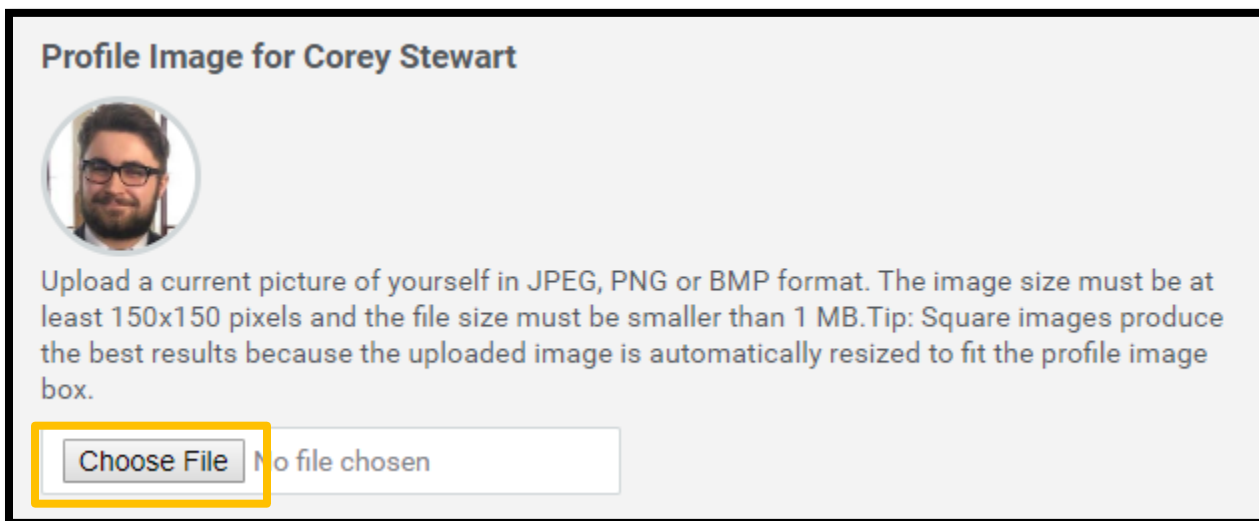 Profile Image for Corey Stewart
Upload a current picture of yourself in JPEG, PNG or BMP format. The image size must be at
least 150x150 pixels and the file size must be smaller than 1 MB.Tip: Square images produce
the best results because the uploaded image is automatically resized to fit the profile image
box.
Choose File No file chosen